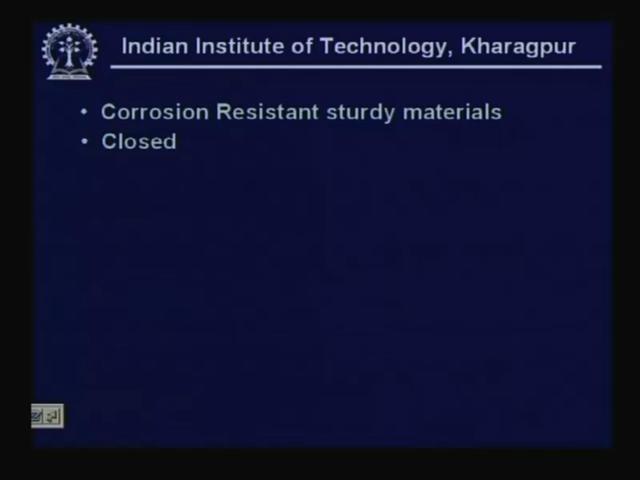 Indian Institute of Technology, Kharagpur
• Corrosion Resistant sturdy materials
• Closed